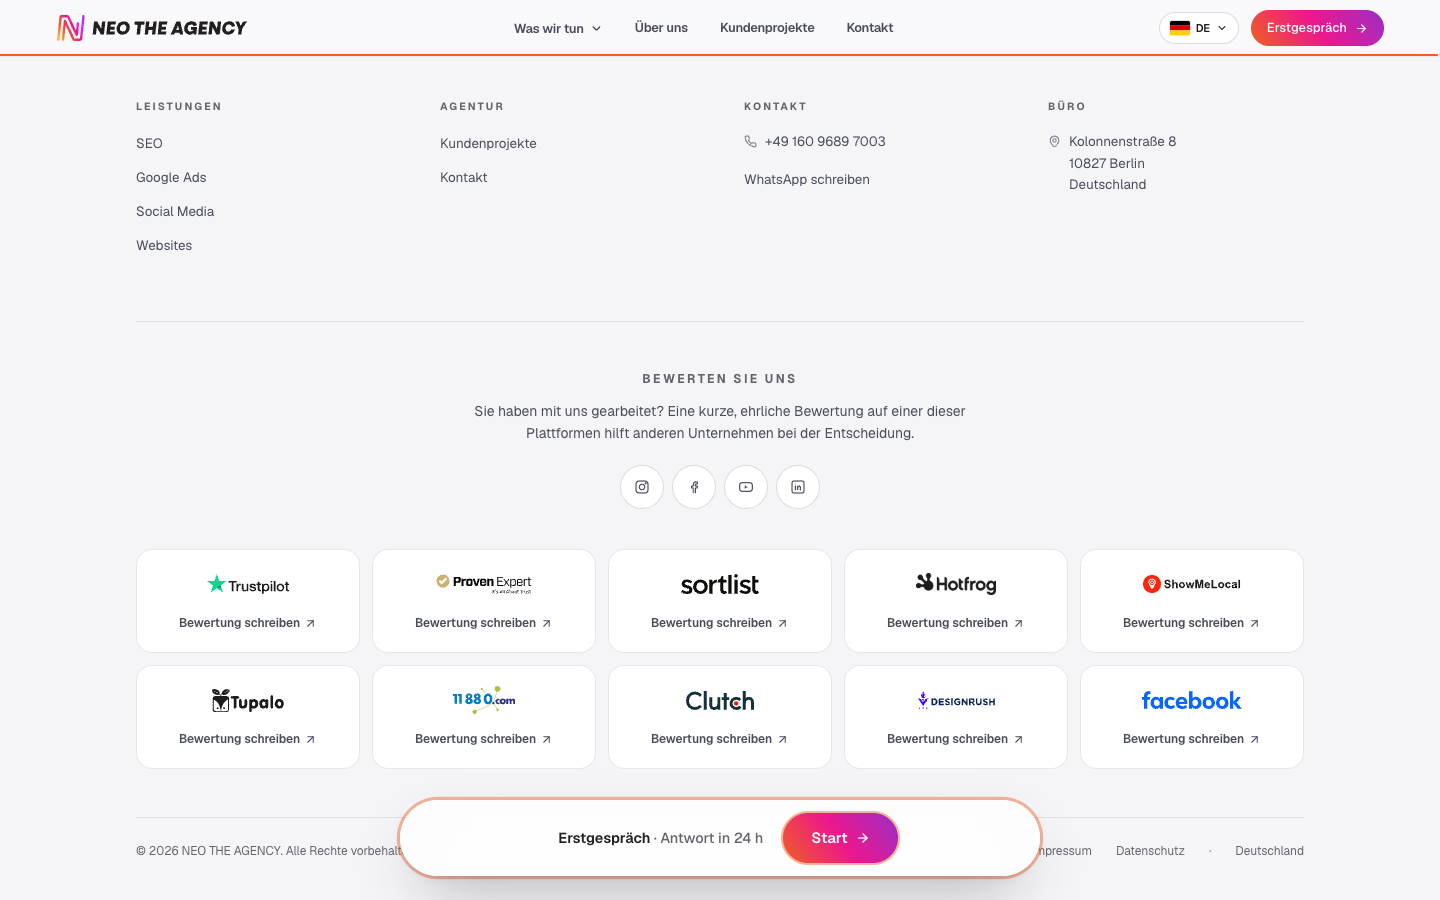 NEO THE AGENCY
Was wir tun
Über uns
Kundenprojekte
Kontakt
DE
Erstgespräch
LEISTUNGEN
SEO
Google Ads
Social Media
Websites
AGENTUR
Kundenprojekte
Kontakt
KONTAKT
+49 160 9689 7003
WhatsApp schreiben
BÜRO
Kolonnenstraße 8
10827 Berlin
Deutschland
BEWERTEN SIE UNS
Sie haben mit uns gearbeitet? Eine kurze, ehrliche Bewertung auf einer dieser
Plattformen hilft anderen Unternehmen bei der Entscheidung.
Trustpilot
Bewertung schreiben
Proven Expert
Bewertung schreiben
sortlist
Bewertung schreiben
Hotfrog
Bewertung schreiben
ShowMeLocal
Bewertung schreiben
Tupalo
Bewertung schreiben
11 88 0.com
Bewertung schreiben
Clutch
Bewertung schreiben
DESIGNRUSH
Bewertung schreiben
facebook
Bewertung schreiben
Erstgespräch · Antwort in 24 h
Start
© 2026 NEO THE AGENCY. Alle Rechte
Datenschutz · Deutschland